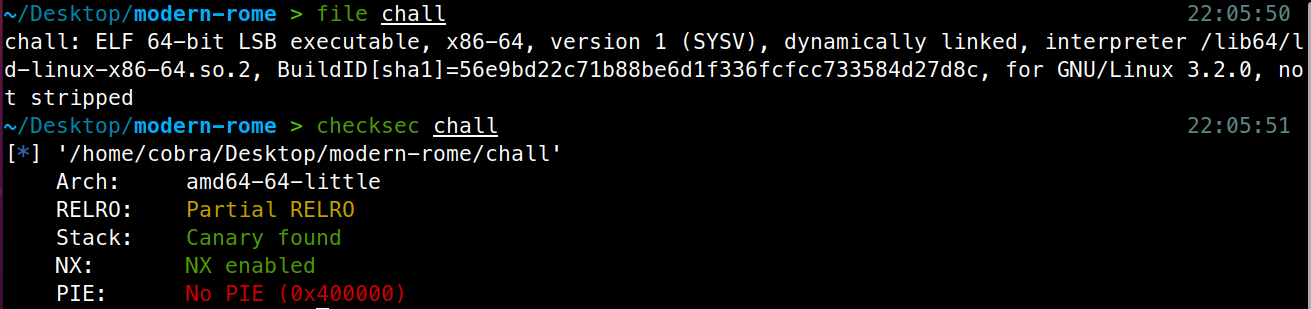 ~/Desktop/modern-rome > file chall 22:05:50
chall: ELF 64-bit LSB executable, x86-64, version 1 (SYSV), dynamically linked, interpreter /lib64/l
d-linux-x86-64.so.2, BuildID[sha1]=56e9bd22c71b88be6d1f336fcfcc733584d27d8c, for GNU/Linux 3.2.0, no
t stripped
~/Desktop/modern-rome > checksec chall 22:05:51
[*] '/home/cobra/Desktop/modern-rome/chall'
    Arch:     amd64-64-little
    RELRO:    Partial RELRO
    Stack:    Canary found
    NX:       NX enabled
    PIE:      No PIE (0x400000)